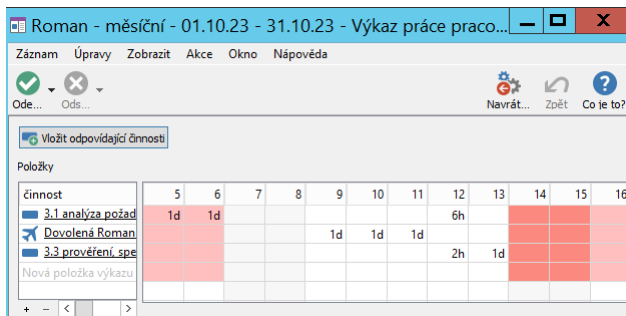 Roman - měsíční - 01.10.23 - 31.10.23 - Výkaz práce praco...
Záznam Úpravy Zobrazit Akce Okno Nápověda
Ode... Ods... Navrát... Zpět Co je to?
Vložit odpovídající činnosti
Položky
činnost 5 6 7 8 9 10 11 12 13 14 15 16
3.1 analýza požad 1d 1d 6h
Dovolená Roman 1d 1d 1d
3.3 prověření, spe 2h 1d
Nová položka výkazu